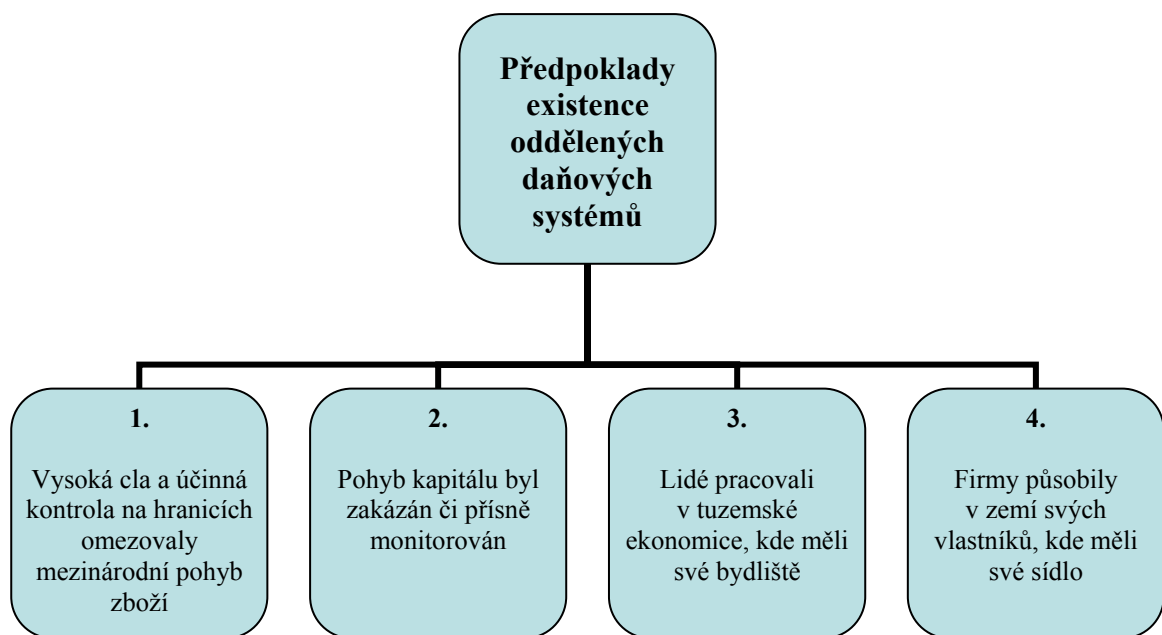 Předpoklady
existence
oddělených
daňových
systémů
1.
Vysoká cla a účinná
kontrola na hranicích
omezovaly
mezinárodní pohyb
zboží
2.
Pohyb kapitálu byl
zakázán či přísně
monitorován
3.
Lidé pracovali
v tuzemské
ekonomice, kde měli
své bydliště
4.
Firmy působily
v zemí svých
vlastníků, kde měli
své sídlo